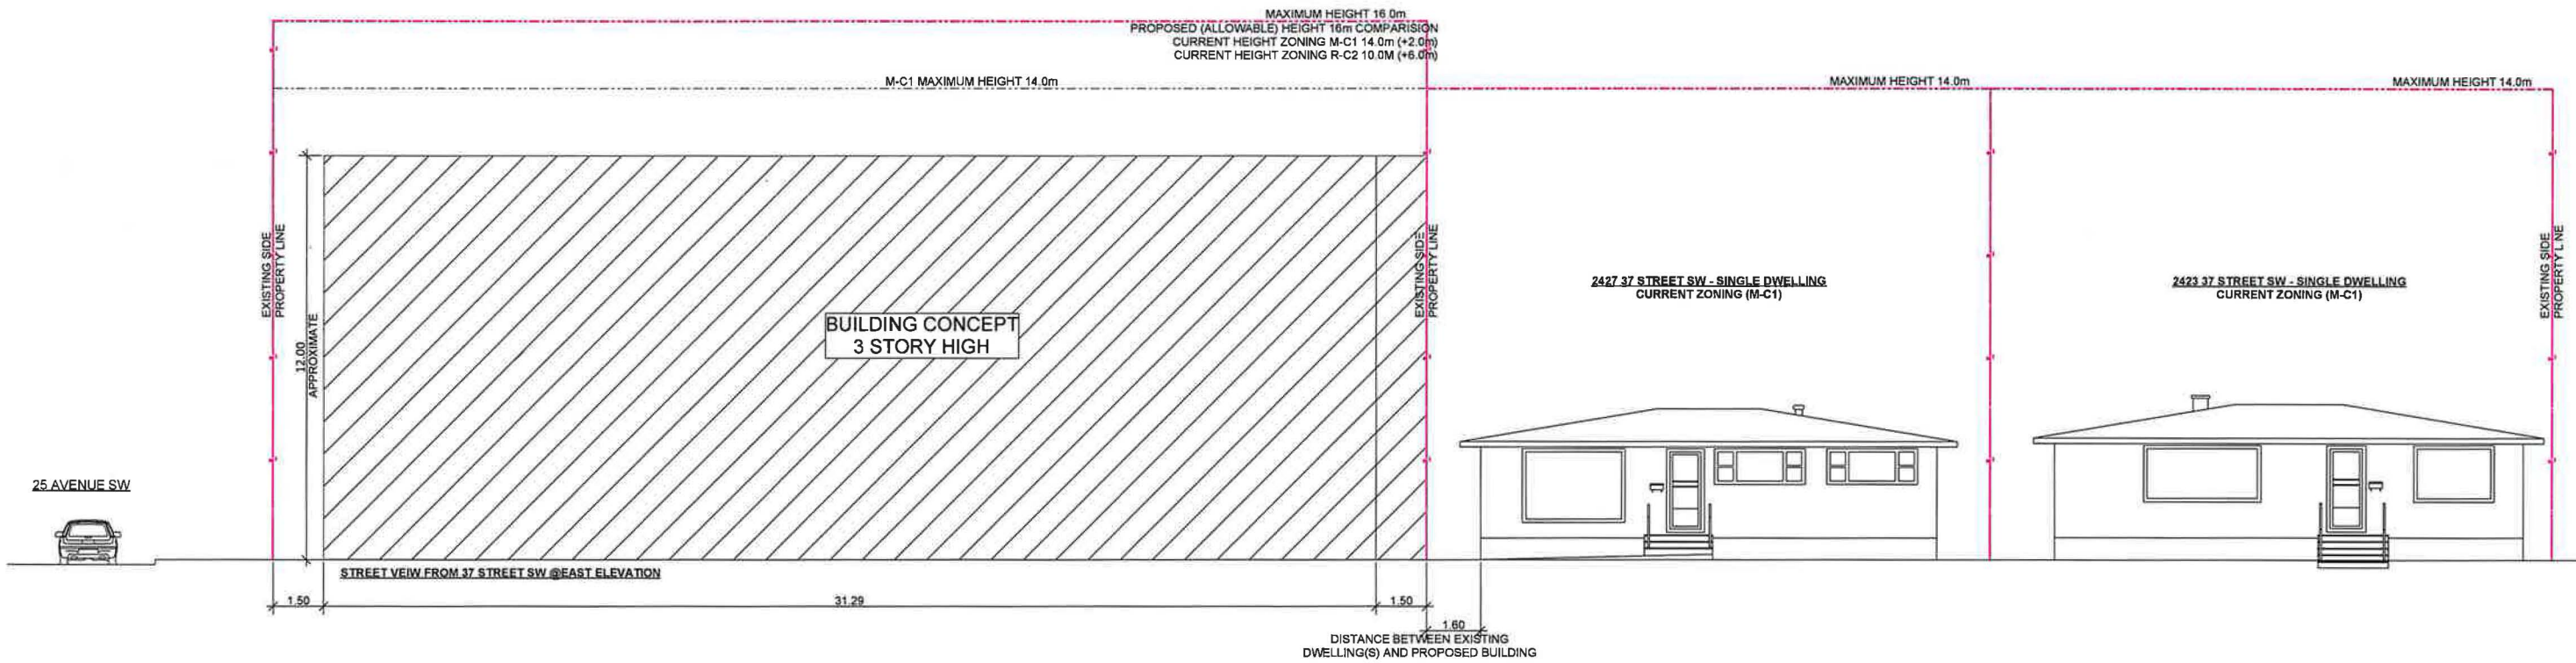 MAXIMUM HEIGHT 16.0m
PROPOSED (ALLOWABLE) HEIGHT 16m COMPARISION
CURRENT HEIGHT ZONING M-C1 14.0m (+2.0m)
CURRENT HEIGHT ZONING R-C2 10.0M (+6.0m)
M-C1 MAXIMUM HEIGHT 14.0m
MAXIMUM HEIGHT 14.0m
MAXIMUM HEIGHT 14.0m
EXISTING SIDE
PROPERTY LINE
12.00
APPROXIMATE
BUILDING CONCEPT
3 STORY HIGH
EXISTING SIDE
PROPERTY LINE
2427 37 STREET SW - SINGLE DWELLING
CURRENT ZONING (M-C1)
2423 37 STREET SW - SINGLE DWELLING
CURRENT ZONING (M-C1)
EXISTING SIDE
PROPERTY LINE
25 AVENUE SW
STREET VEIW FROM 37 STREET SW @EAST ELEVATION
1.50
31.29
1.50
1.60
DISTANCE BETWEEN EXISTING
DWELLING(S) AND PROPOSED BUILDING